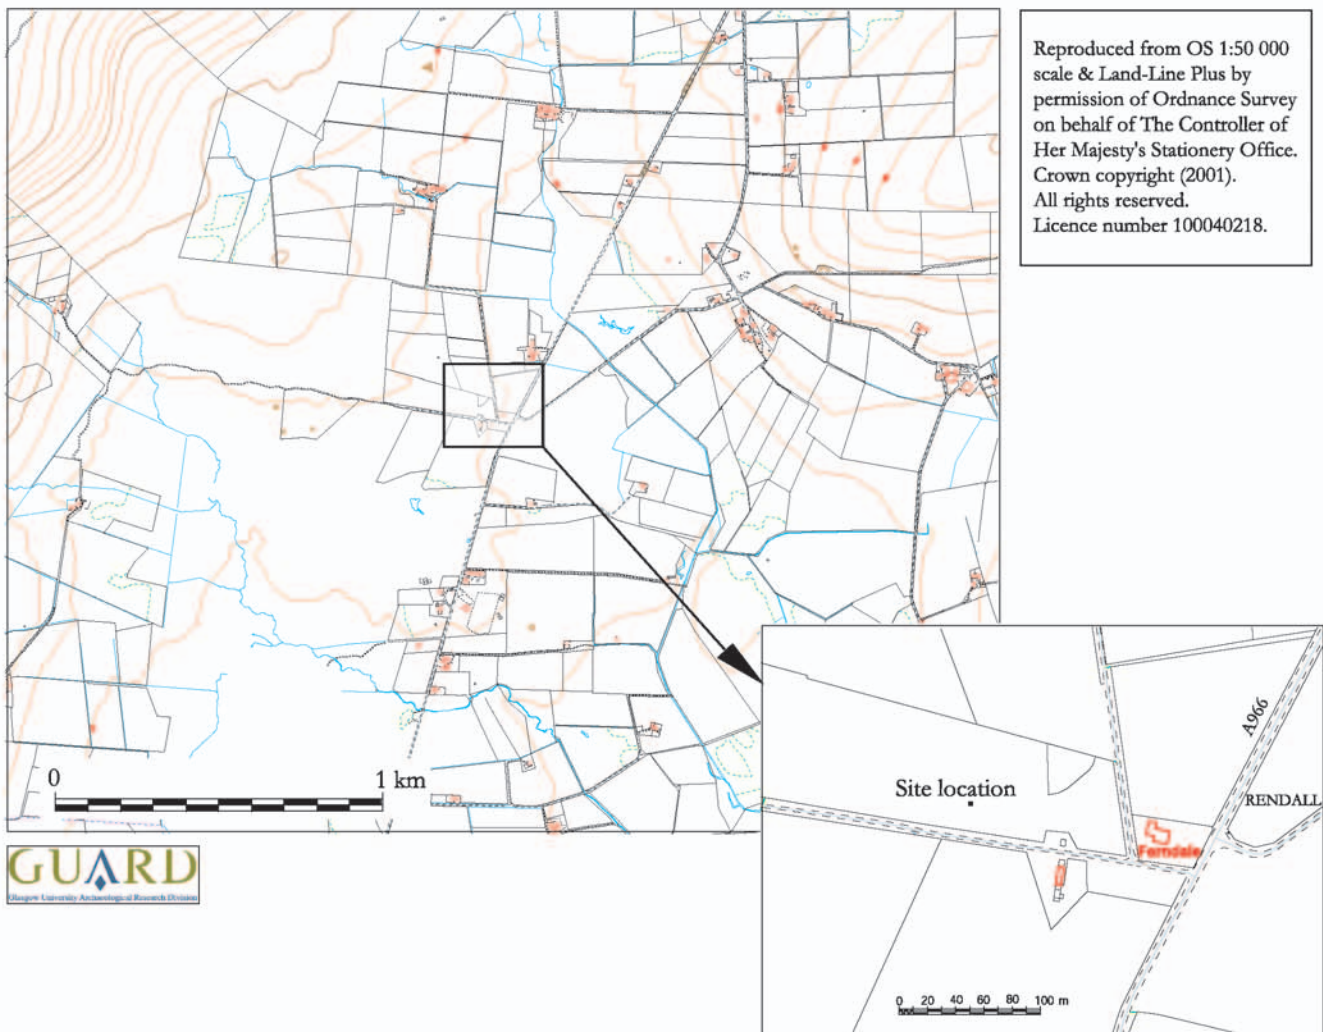 Reproduced from OS 1:50 000
scale & Land-Line Plus by
permission of Ordnance Survey
on behalf of The Controller of
Her Majesty's Stationery Office.
Crown copyright (2001).
All rights reserved.
Licence number 100040218.
0 1 km
GUARD
Glasgow University Archaeological Research Division
A966
Site location
RENDALL
Ferndale
0 20 40 60 80 100 m